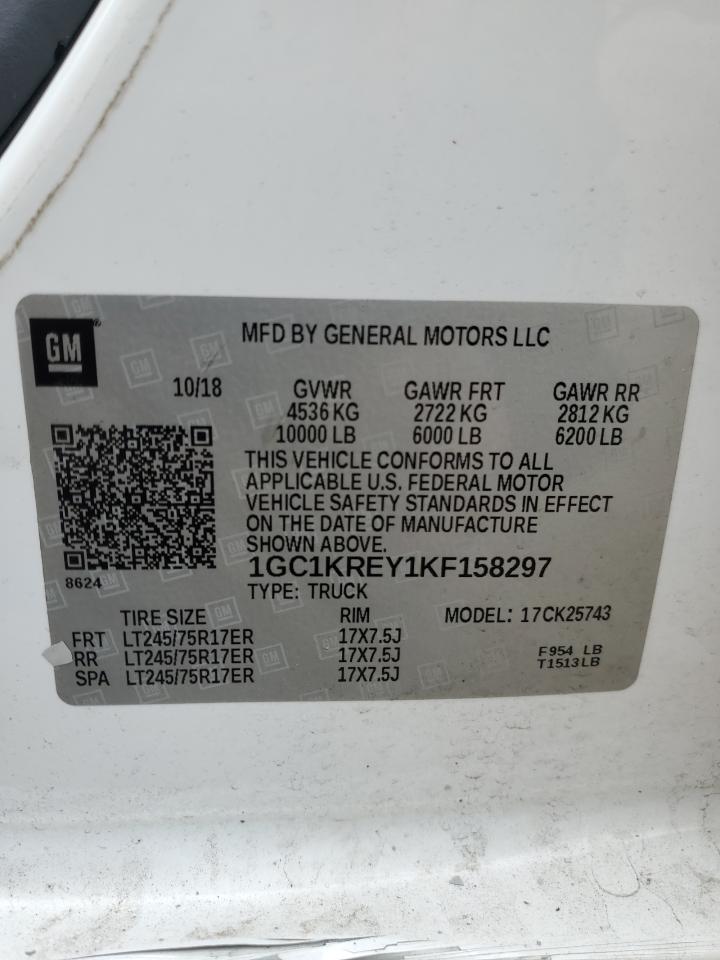 GM
MFD BY GENERAL MOTORS LLC
10/18 GVWR GAWR FRT GAWR RR
4536 KG 2722 KG 2812 KG
10000 LB 6000 LB 6200 LB
THIS VEHICLE CONFORMS TO ALL
APPLICABLE U.S. FEDERAL MOTOR
VEHICLE SAFETY STANDARDS IN EFFECT
ON THE DATE OF MANUFACTURE
SHOWN ABOVE.
1GC1KREY1KF158297
8624
TYPE: TRUCK
TIRE SIZE RIM MODEL: 17CK25743
FRT LT245/75R17ER 17X7.5J
RR LT245/75R17ER 17X7.5J
SPA LT245/75R17ER 17X7.5J
F954 LB
T1513LB